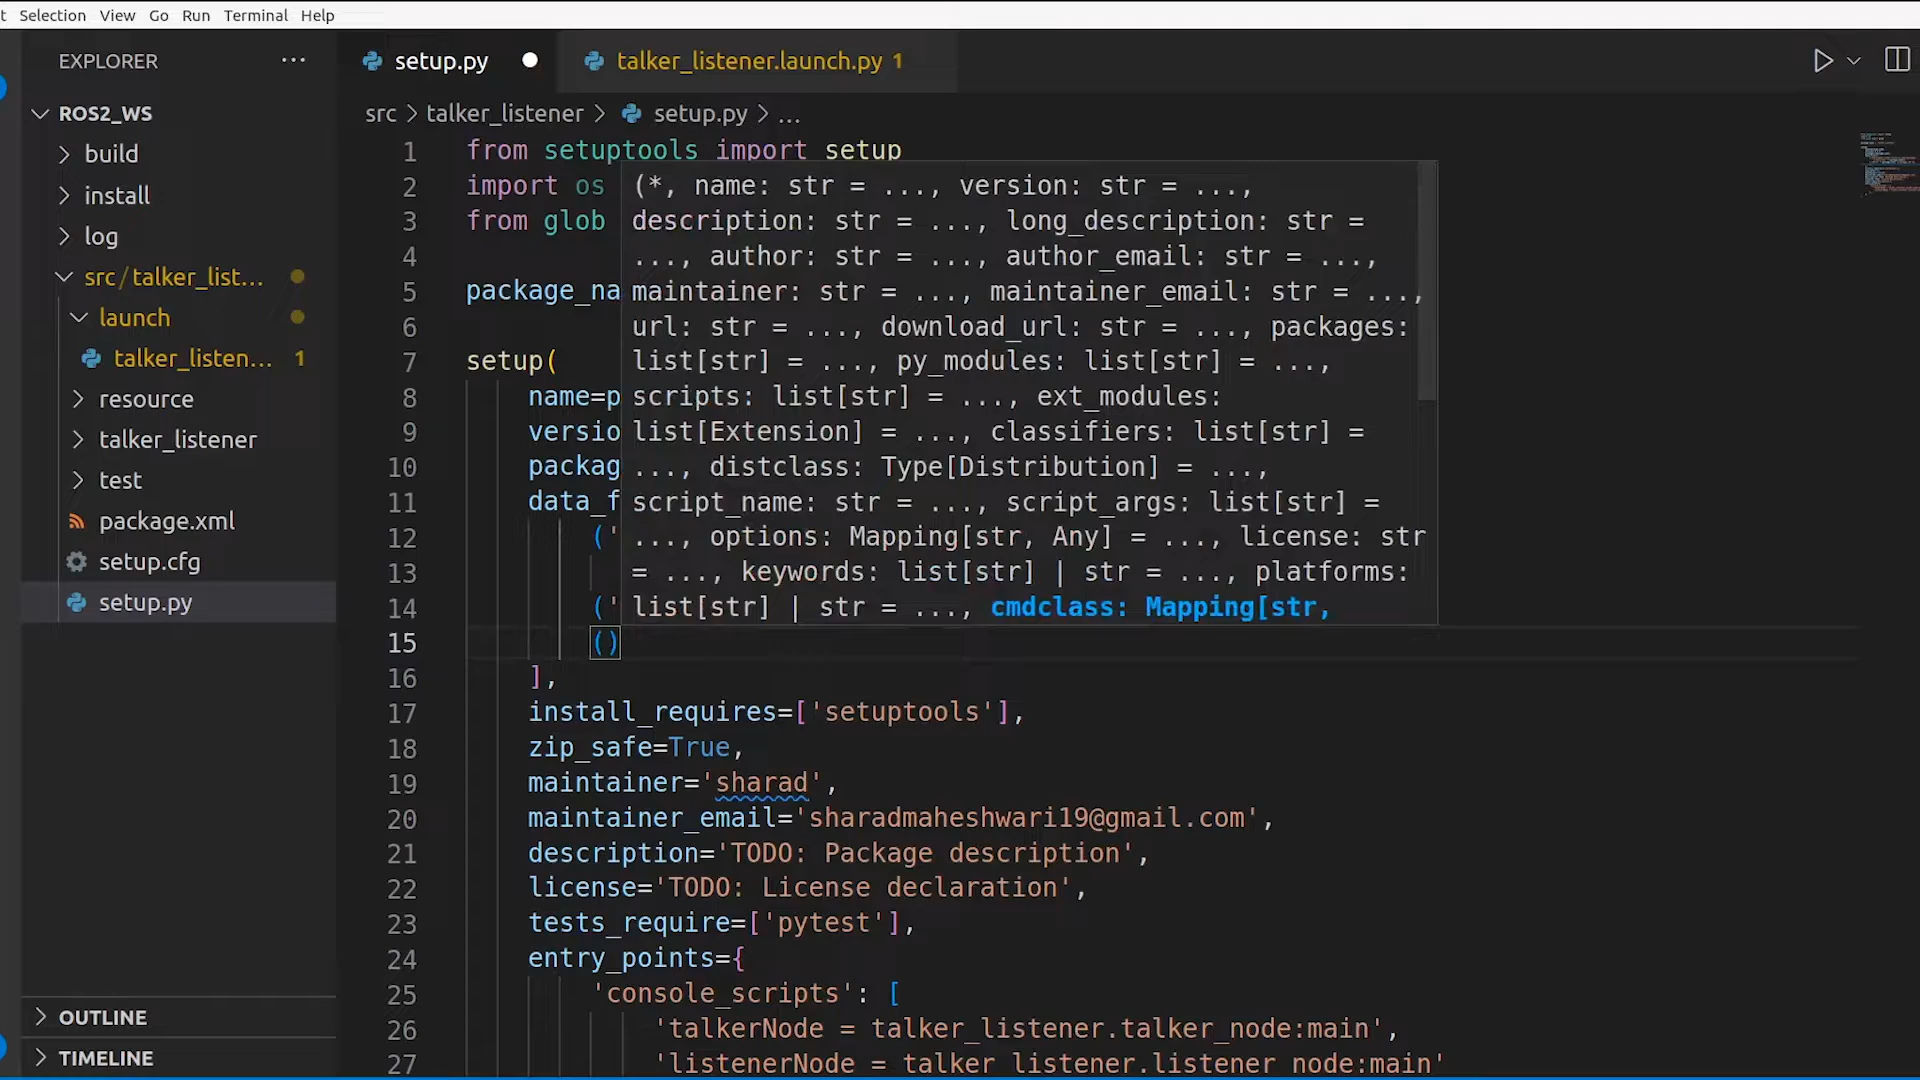 t Selection View Go Run Terminal Help
EXPLORER ···
setup.py
talker_listener.launch.py 1
ROS2_WS
build
install
log
src/talker_list...
launch
talker_listen... 1
resource
talker_listener
test
package.xml
setup.cfg
setup.py
OUTLINE
TIMELINE
src > talker_listener > setup.py > ...
1 from setuptools import setup
2 import os
3 from glob
4
5 package_na
6
7 setup(
8 name=p
9 versio
10 packag
11 data_f
12 ('
13
14 ('
15 ()
16 ],
17 install_requires=['setuptools'],
18 zip_safe=True,
19 maintainer='sharad',
20 maintainer_email='sharadmaheshwari19@gmail.com',
21 description='TODO: Package description',
22 license='TODO: License declaration',
23 tests_require=['pytest'],
24 entry_points={
25 'console_scripts': [
26 'talkerNode = talker_listener.talker_node:main',
27 'listenerNode = talker_listener.listener_node:main'
(*, name: str = ..., version: str = ...,
description: str = ..., long_description: str =
..., author: str = ..., author_email: str = ...,
maintainer: str = ..., maintainer_email: str = ...,
url: str = ..., download_url: str = ..., packages:
list[str] = ..., py_modules: list[str] = ...,
scripts: list[str] = ..., ext_modules:
list[Extension] = ..., classifiers: list[str] =
..., distclass: Type[Distribution] = ...,
script_name: str = ..., script_args: list[str] =
..., options: Mapping[str, Any] = ..., license: str
= ..., keywords: list[str] | str = ..., platforms:
list[str] | str = ..., cmdclass: Mapping[str,